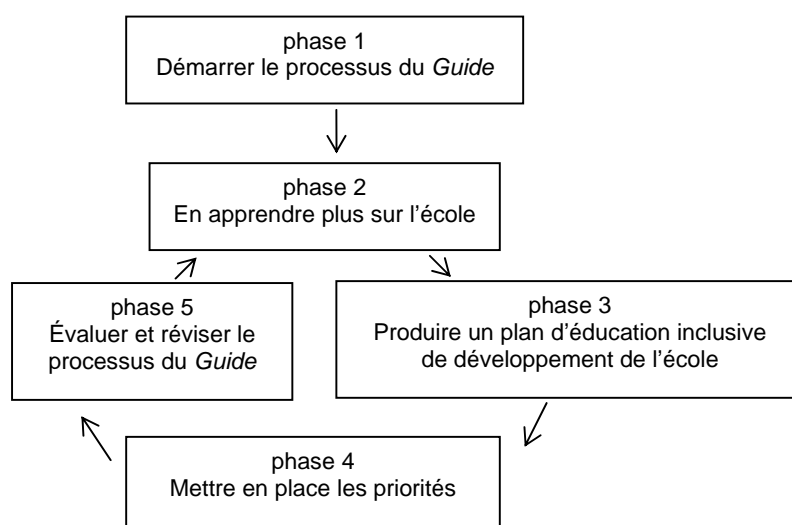 phase 1
Démarrer le processus du Guide
phase 2
En apprendre plus sur l’école
phase 3
Produire un plan d’éducation inclusive
de développement de l’école
phase 4
Mettre en place les priorités
phase 5
Évaluer et réviser le
processus du Guide